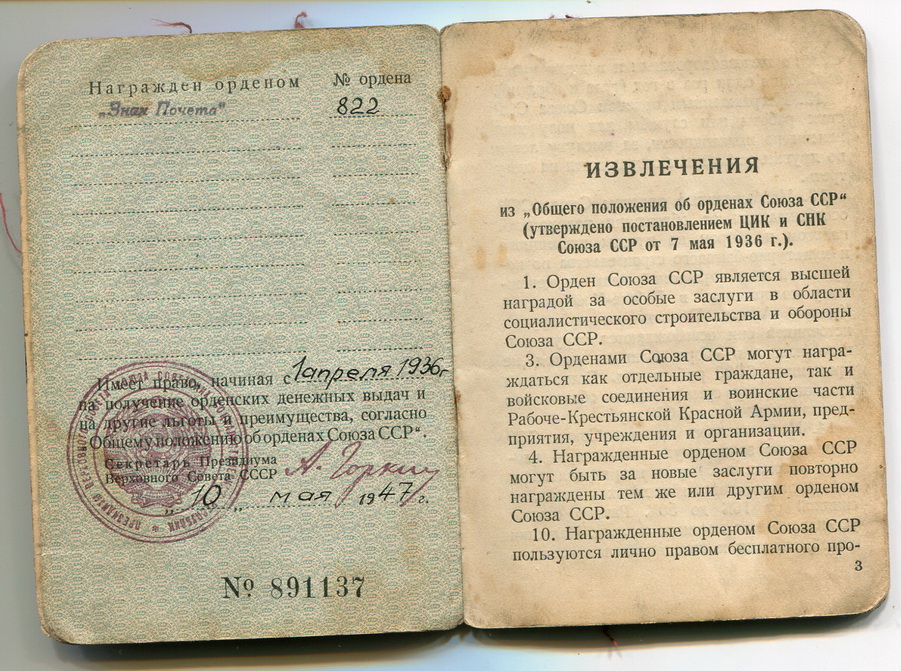 Награжден орденом № ордена
„Знак Почета" 822
Имеет право, начиная с 1 апреля 1936г
на получение орденских денежных выдач и
на другие льготы и преимущества, согласно
„Общему положению об орденах Союза ССР".
Секретарь Президиума
Верховного Совета СССР А. Горкин
„10„ мая 1947 г.
№ 891137
ИЗВЛЕЧЕНИЯ
из „Общего положения об орденах Союза ССР“
(утверждено постановлением ЦИК и СНК
Союза ССР от 7 мая 1936 г.).
1. Орден Союза ССР является высшей
наградой за особые заслуги в области
социалистического строительства и обороны
Союза ССР.
3. Орденами Союза ССР могут награ-
ждаться как отдельные граждане, так и
войсковые соединения и воинские части
Рабоче-Крестьянской Красной Армии, пред-
приятия, учреждения и организации.
4. Награжденные орденом Союза ССР
могут быть за новые заслуги повторно
награждены тем же или другим орденом
Союза ССР.
10. Награжденные орденом Союза ССР
пользуются лично правом бесплатного про-
3